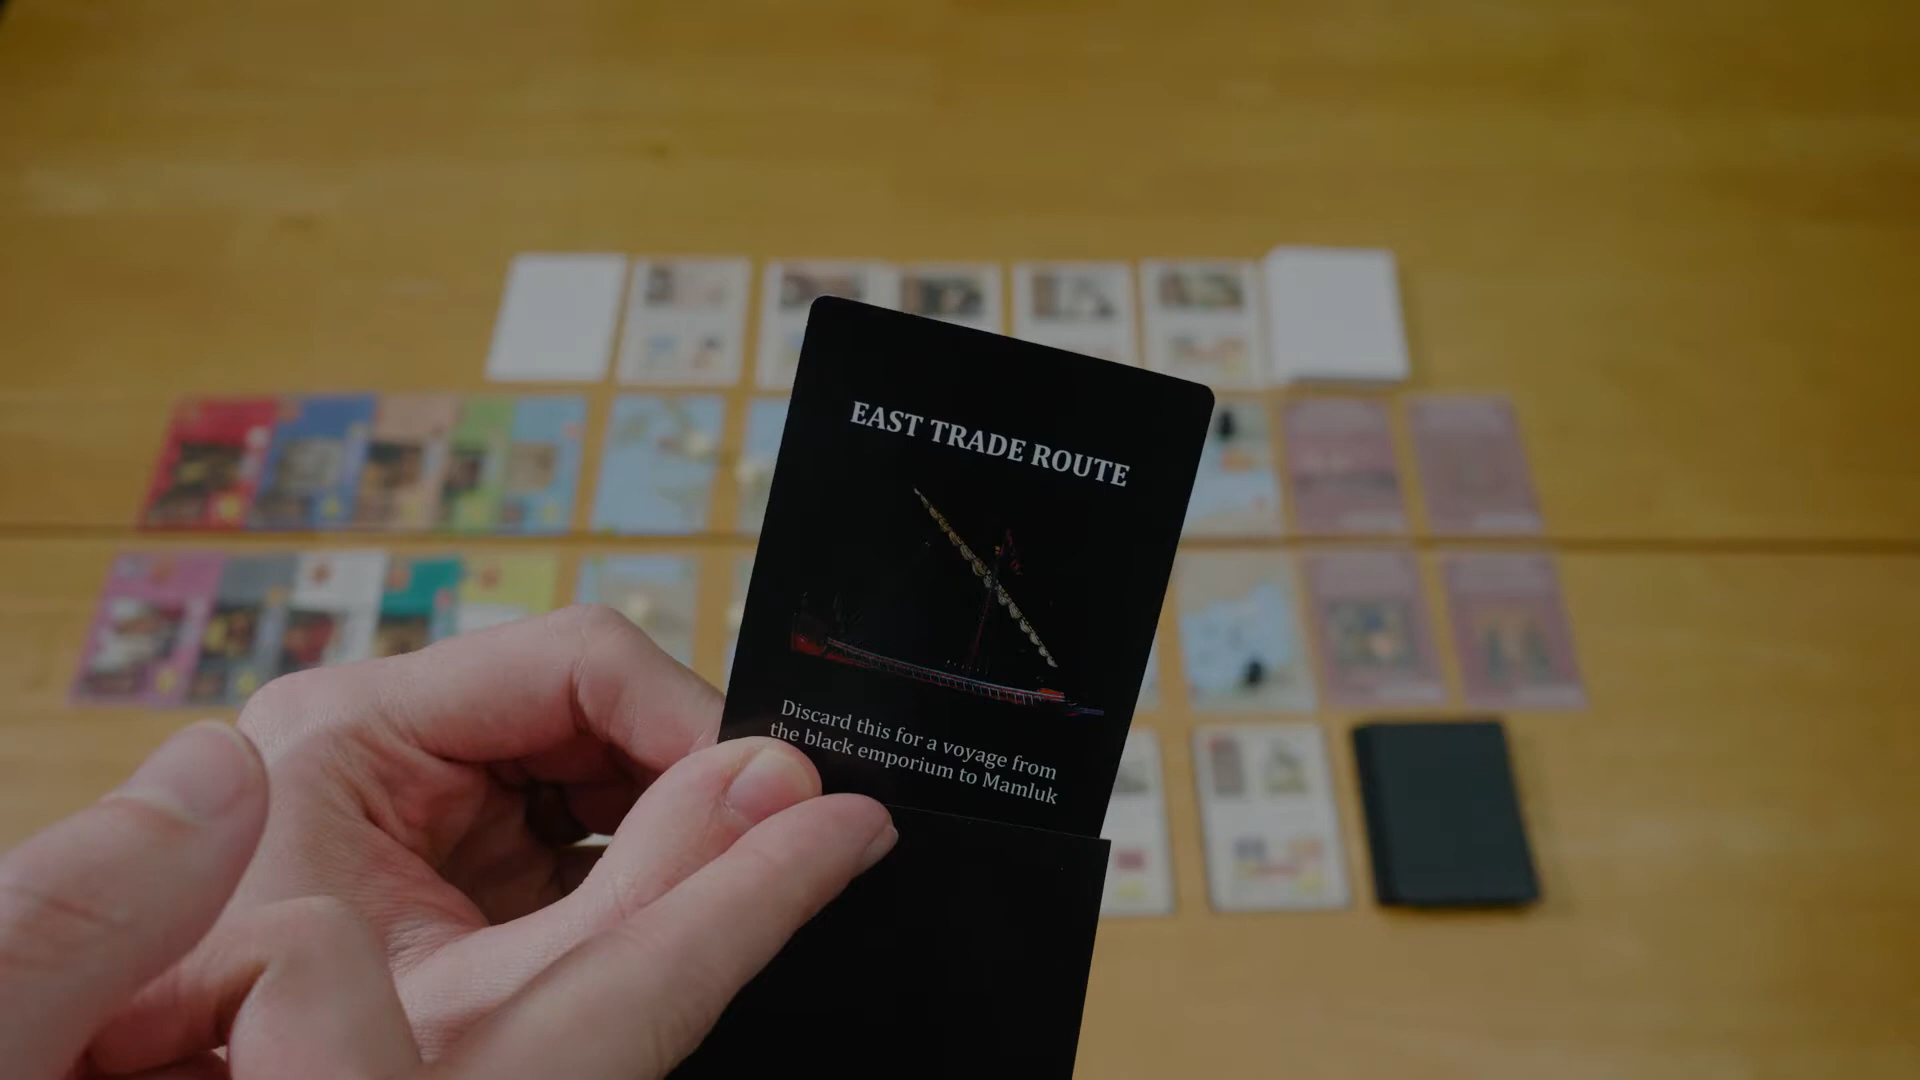 EAST TRADE ROUTE
Discard this for a voyage from
the black emporium to Mamluk